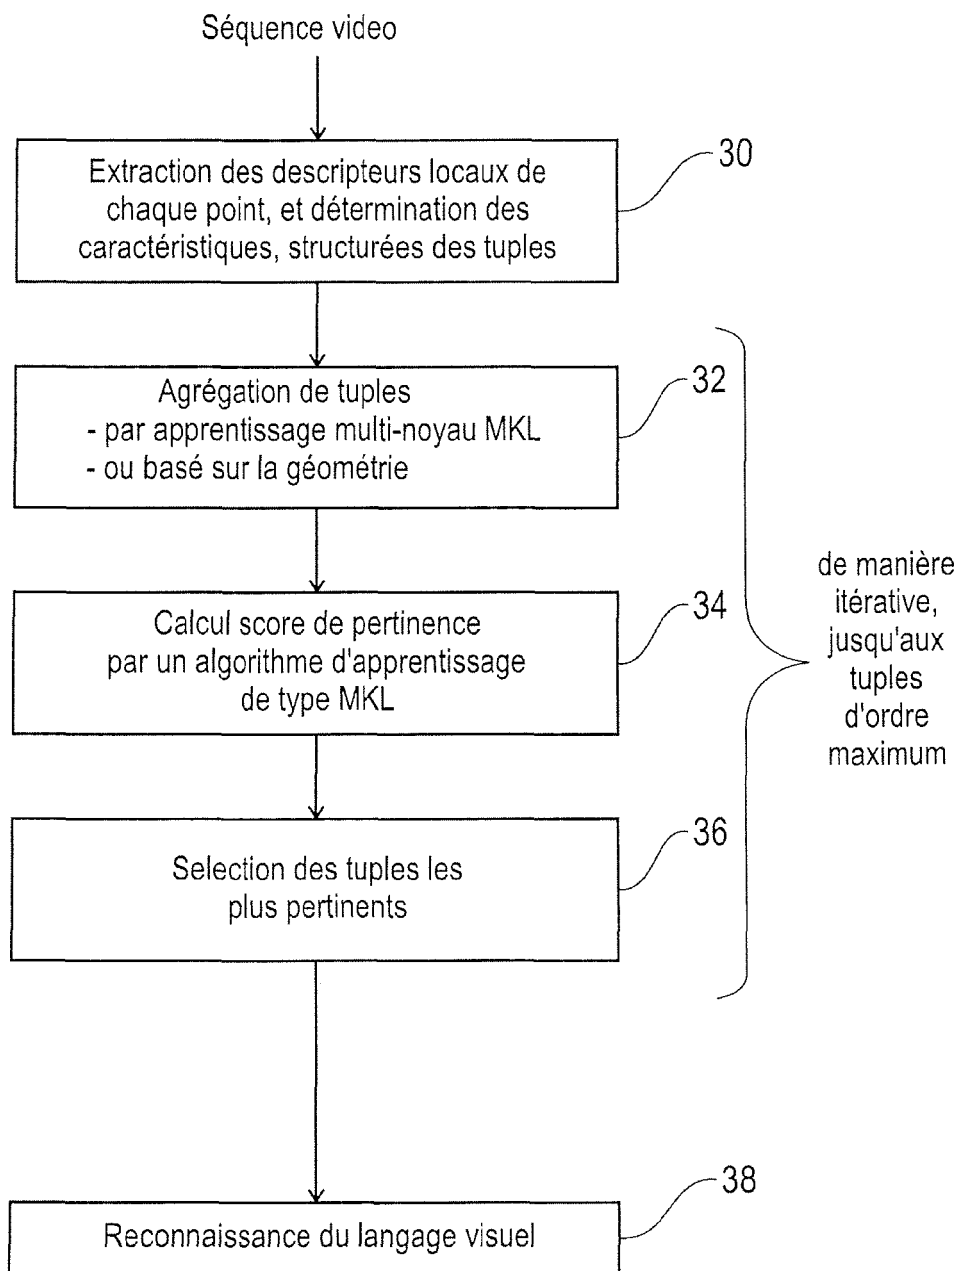 Séquence video
Extraction des descripteurs locaux de
chaque point, et détermination des
caractéristiques, structurées des tuples
30
Agrégation de tuples
- par apprentissage multi-noyau MKL
- ou basé sur la géométrie
32
Calcul score de pertinence
par un algorithme d'apprentissage
de type MKL
34
Selection des tuples les
plus pertinents
36
de manière
itérative,
jusqu'aux
tuples
d'ordre
maximum
Reconnaissance du langage visuel
38